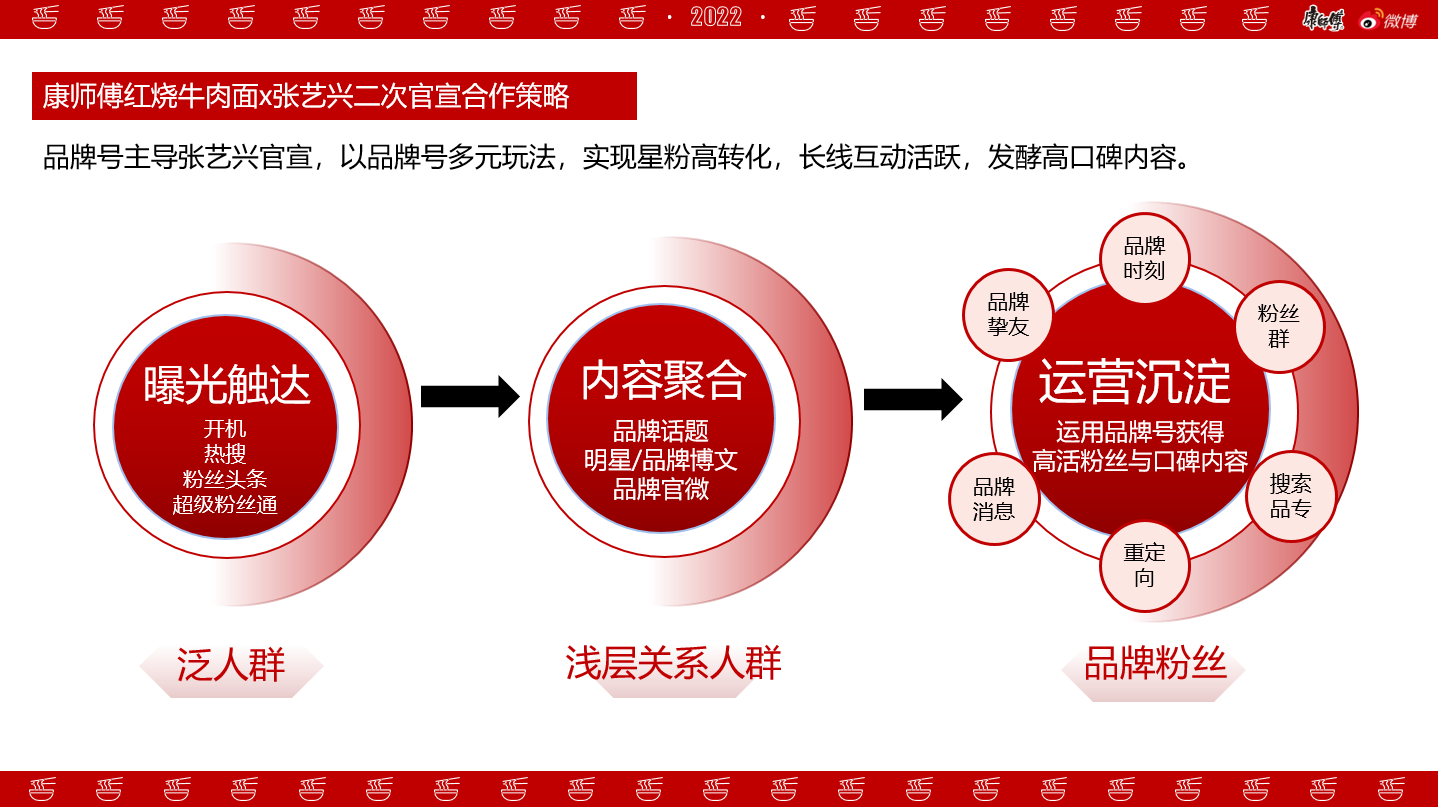 · 2022 ·
康师傅
微博
康师傅红烧牛肉面x张艺兴二次官宣合作策略
品牌号主导张艺兴官宣，以品牌号多元玩法，实现星粉高转化，长线互动活跃，发酵高口碑内容。
曝光触达
开机
热搜
粉丝头条
超级粉丝通
内容聚合
品牌话题
明星/品牌博文
品牌官微
运营沉淀
运用品牌号获得
高活粉丝与口碑内容
品牌
时刻
品牌
挚友
粉丝
群
品牌
消息
搜索
品专
重定
向
泛人群
浅层关系人群
品牌粉丝